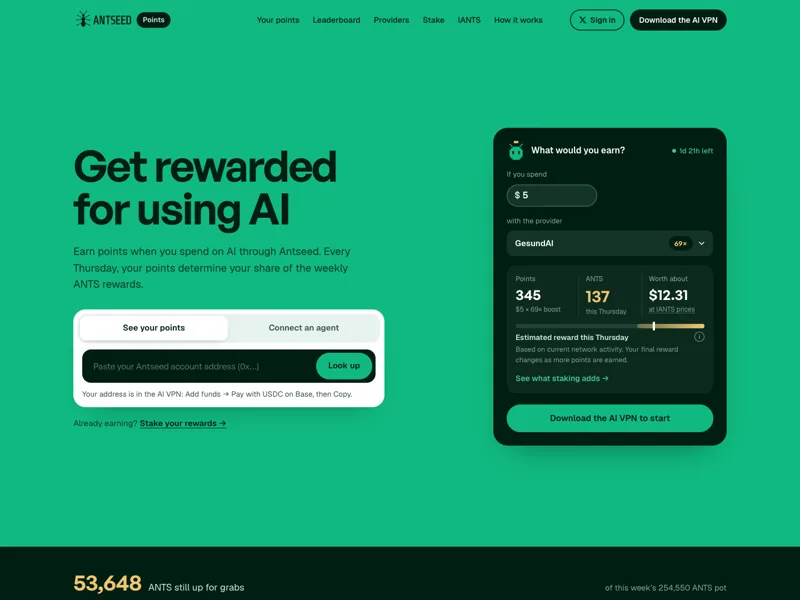 ANTSEED Points
Your points
Leaderboard
Providers
Stake
IANTS
How it works
X Sign in
Download the AI VPN
Get rewarded
for using AI
Earn points when you spend on AI through Antseed. Every
Thursday, your points determine your share of the weekly
ANTS rewards.
See your points
Connect an agent
Paste your Antseed account address (0x...)
Look up
Your address is in the AI VPN: Add funds → Pay with USDC on Base, then Copy.
Already earning? Stake your rewards →
What would you earn?
1d 21h left
If you spend
$ 5
with the provider
GesundAI
69×
Points
345
$5 × 69× boost
ANTS
137
this Thursday
Worth about
$12.31
at IANTS prices
Estimated reward this Thursday
Based on current network activity. Your final reward
changes as more points are earned.
See what staking adds →
Download the AI VPN to start
53,648 ANTS still up for grabs
of this week's 254,550 ANTS pot